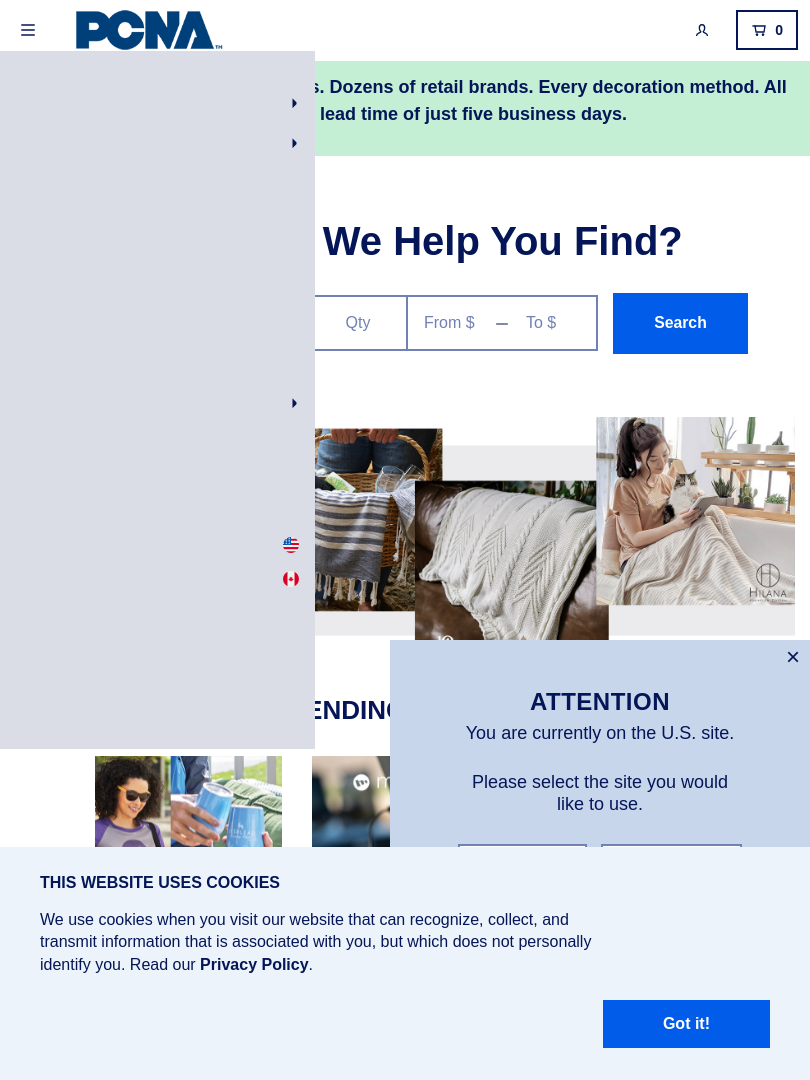 PCNA™
0
s. Dozens of retail brands. Every decoration method. All
lead time of just five business days.
We Help You Find?
Qty
From $
To $
Search
HILANA
ENDING
ATTENTION
You are currently on the U.S. site.
Please select the site you would
like to use.
THIS WEBSITE USES COOKIES
We use cookies when you visit our website that can recognize, collect, and
transmit information that is associated with you, but which does not personally
identify you. Read our Privacy Policy.
Got it!